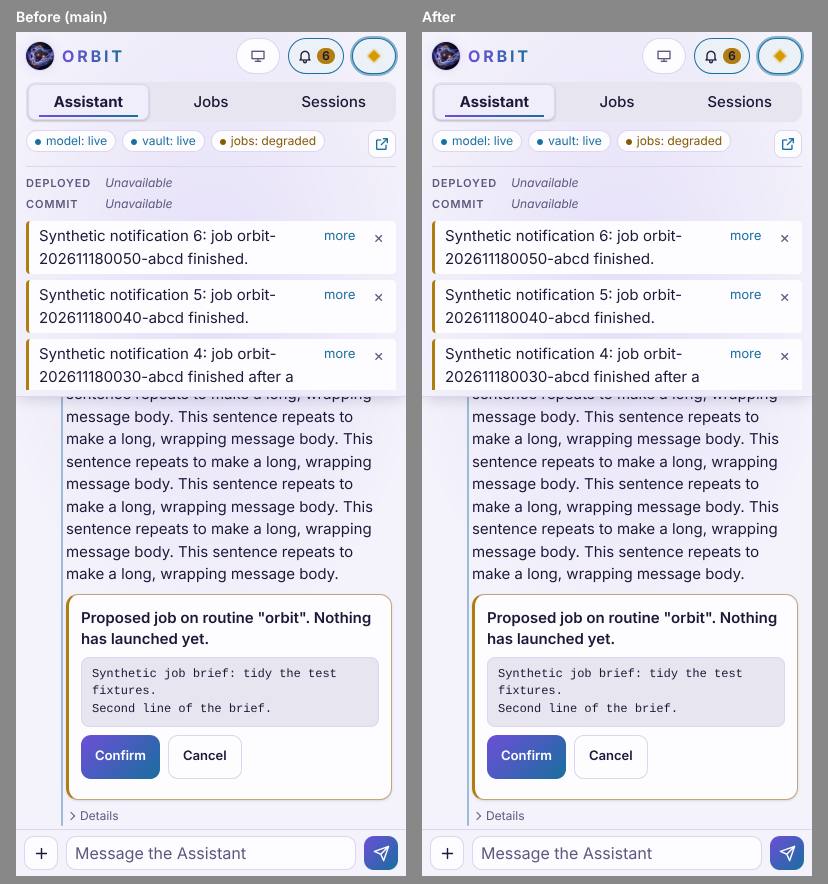 Before (main)
ORBIT
6
Assistant
Jobs
Sessions
model: live
vault: live
jobs: degraded
DEPLOYED Unavailable
COMMIT Unavailable
Synthetic notification 6: job orbit-
202611180050-abcd finished.
more ×
Synthetic notification 5: job orbit-
202611180040-abcd finished.
more ×
Synthetic notification 4: job orbit-
202611180030-abcd finished after a
more ×
sentence repeats to make a long, wrapping
message body. This sentence repeats to
make a long, wrapping message body. This
sentence repeats to make a long, wrapping
message body. This sentence repeats to
make a long, wrapping message body. This
sentence repeats to make a long, wrapping
message body. This sentence repeats to
make a long, wrapping message body.
Proposed job on routine "orbit". Nothing
has launched yet.
Synthetic job brief: tidy the test
fixtures.
Second line of the brief.
Confirm
Cancel
Details
+
Message the Assistant
After
ORBIT
6
Assistant
Jobs
Sessions
model: live
vault: live
jobs: degraded
DEPLOYED Unavailable
COMMIT Unavailable
Synthetic notification 6: job orbit-
202611180050-abcd finished.
more ×
Synthetic notification 5: job orbit-
202611180040-abcd finished.
more ×
Synthetic notification 4: job orbit-
202611180030-abcd finished after a
more ×
sentence repeats to make a long, wrapping
message body. This sentence repeats to
make a long, wrapping message body. This
sentence repeats to make a long, wrapping
message body. This sentence repeats to
make a long, wrapping message body. This
sentence repeats to make a long, wrapping
message body. This sentence repeats to
make a long, wrapping message body.
Proposed job on routine "orbit". Nothing
has launched yet.
Synthetic job brief: tidy the test
fixtures.
Second line of the brief.
Confirm
Cancel
Details
+
Message the Assistant